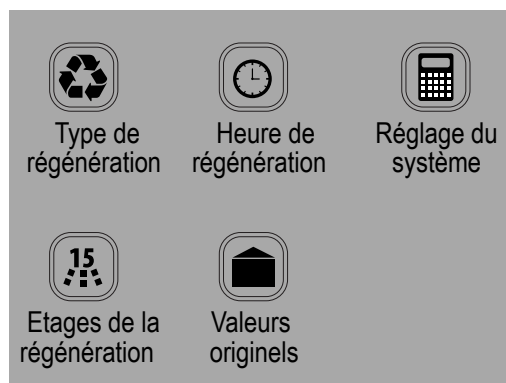 Type de
régénération
Heure de
régénération
Réglage du
système
15
Etages de la
régénération
Valeurs
originels